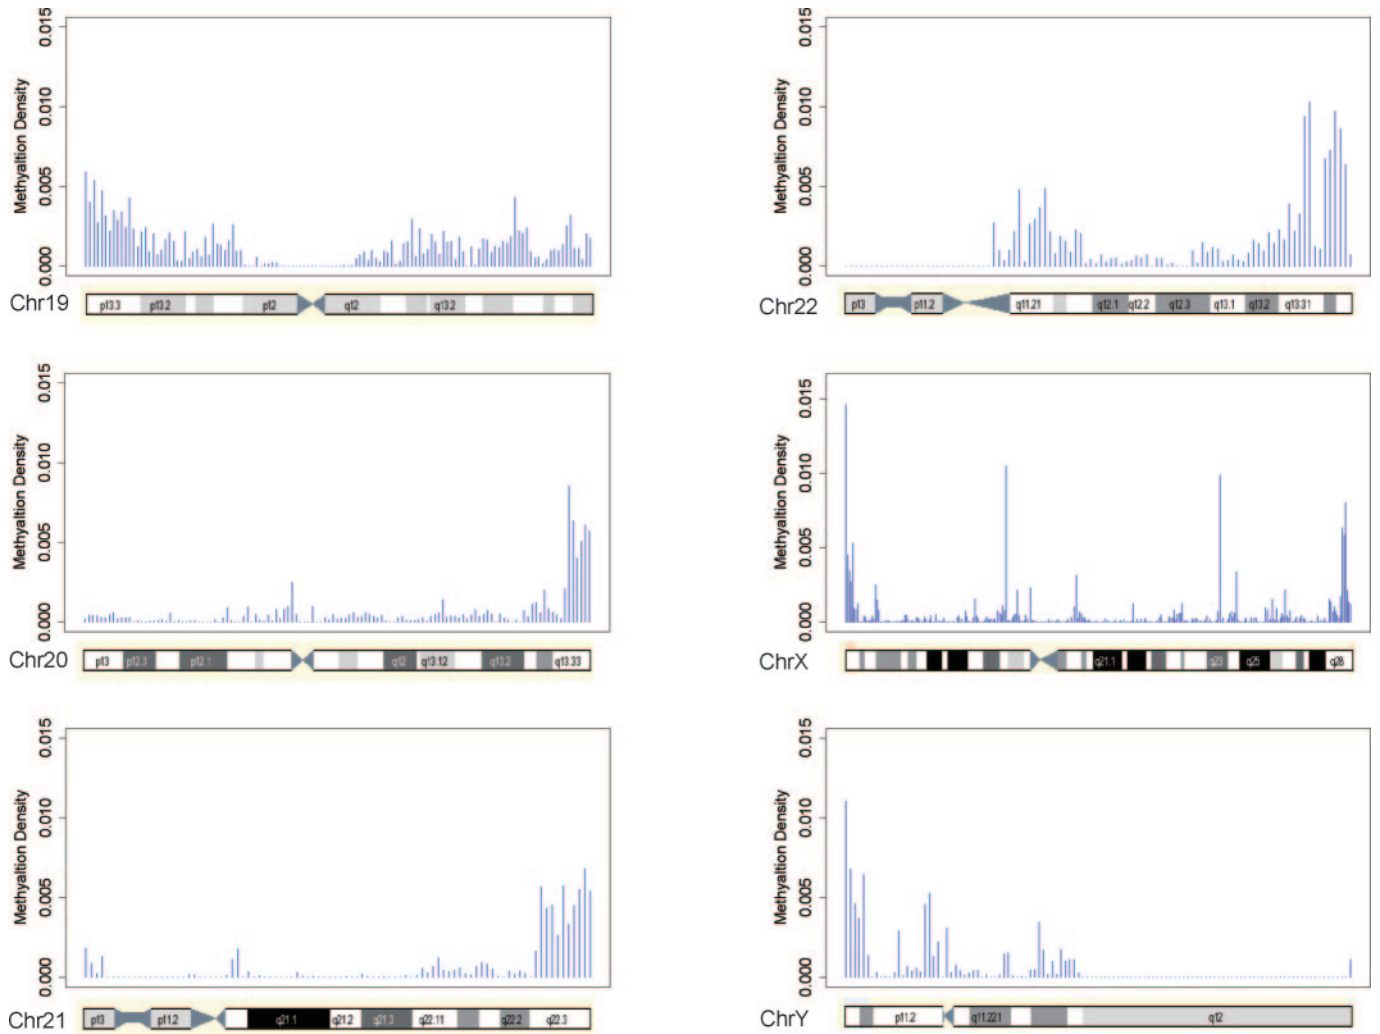 Methyaltion Density
0.000 0.005 0.010 0.015
Chr19
p13.3 p13.2 p12 q12 q13.2
Methyaltion Density
0.000 0.005 0.010 0.015
Chr22
p13 p11.2 q11.21 q12.1 q12.2 q12.3 q13.1 q13.2 q13.31
Methyaltion Density
0.000 0.005 0.010 0.015
Chr20
p13 p12.3 p12.1 q12 q13.12 q13.2 q13.33
Methyaltion Density
0.000 0.005 0.010 0.015
ChrX
q21.1 q23 q25 q28
Methyaltion Density
0.000 0.005 0.010 0.015
Chr21
p13 p11.2 q21.1 q21.2 q21.3 q22.11 q22.2 q22.3
Methyaltion Density
0.000 0.005 0.010 0.015
ChrY
p11.2 q11.221 q12